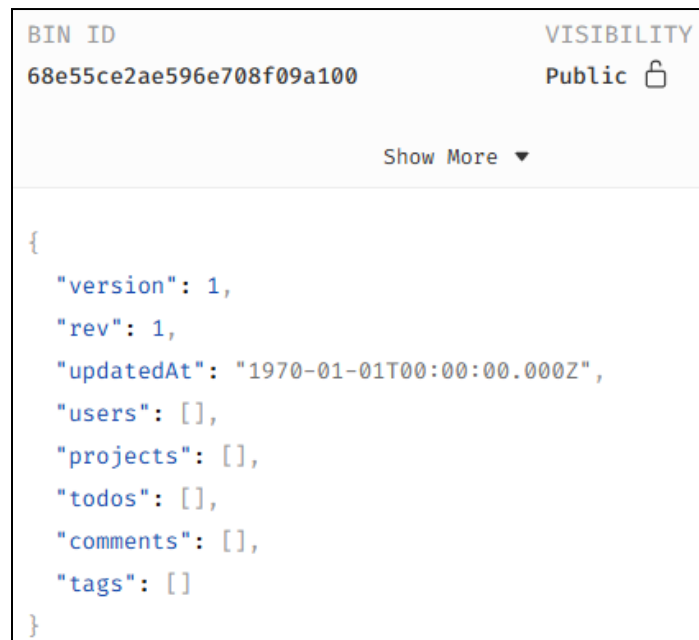 BIN ID VISIBILITY
68e55ce2ae596e708f09a100 Public
Show More
{
"version": 1,
"rev": 1,
"updatedAt": "1970-01-01T00:00:00.000Z",
"users": [],
"projects": [],
"todos": [],
"comments": [],
"tags": []
}